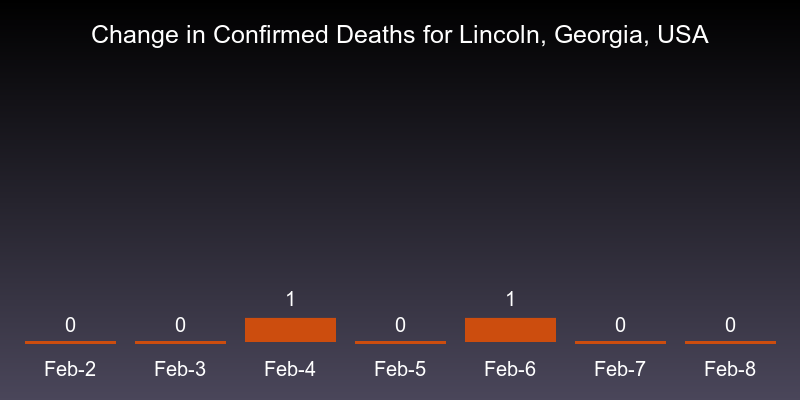 Change in Confirmed Deaths for Lincoln, Georgia, USA
1 1
0 0 0 0 0
Feb-2 Feb-3 Feb-4 Feb-5 Feb-6 Feb-7 Feb-8